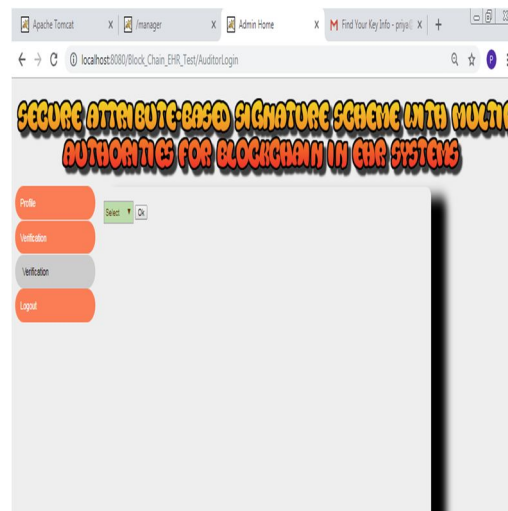 Apache Tomcat
/manager
Admin Home
Find Your Key Info - priya
localhost:8080/Block_Chain_EHR_Test/AuditorLogin
P
SECURE ATTRIBUTE-BASED SIGNATURE SCHEME WITH MULTI
AUTHORITIES FOR BLOCKCHAIN IN EHR SYSTEMS
Profile
Select
Ok
Verification
Verification
Logout